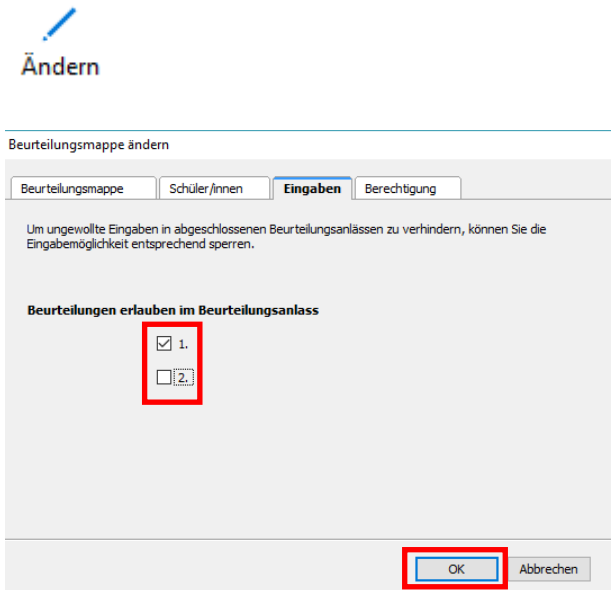 Ändern
Beurteilungsmappe ändern
Beurteilungsmappe Schüler/innen Eingaben Berechtigung
Um ungewollte Eingaben in abgeschlossenen Beurteilungsanlässen zu verhindern, können Sie die
Eingabemöglichkeit entsprechend sperren.
Beurteilungen erlauben im Beurteilungsanlass
1.
2.
OK Abbrechen